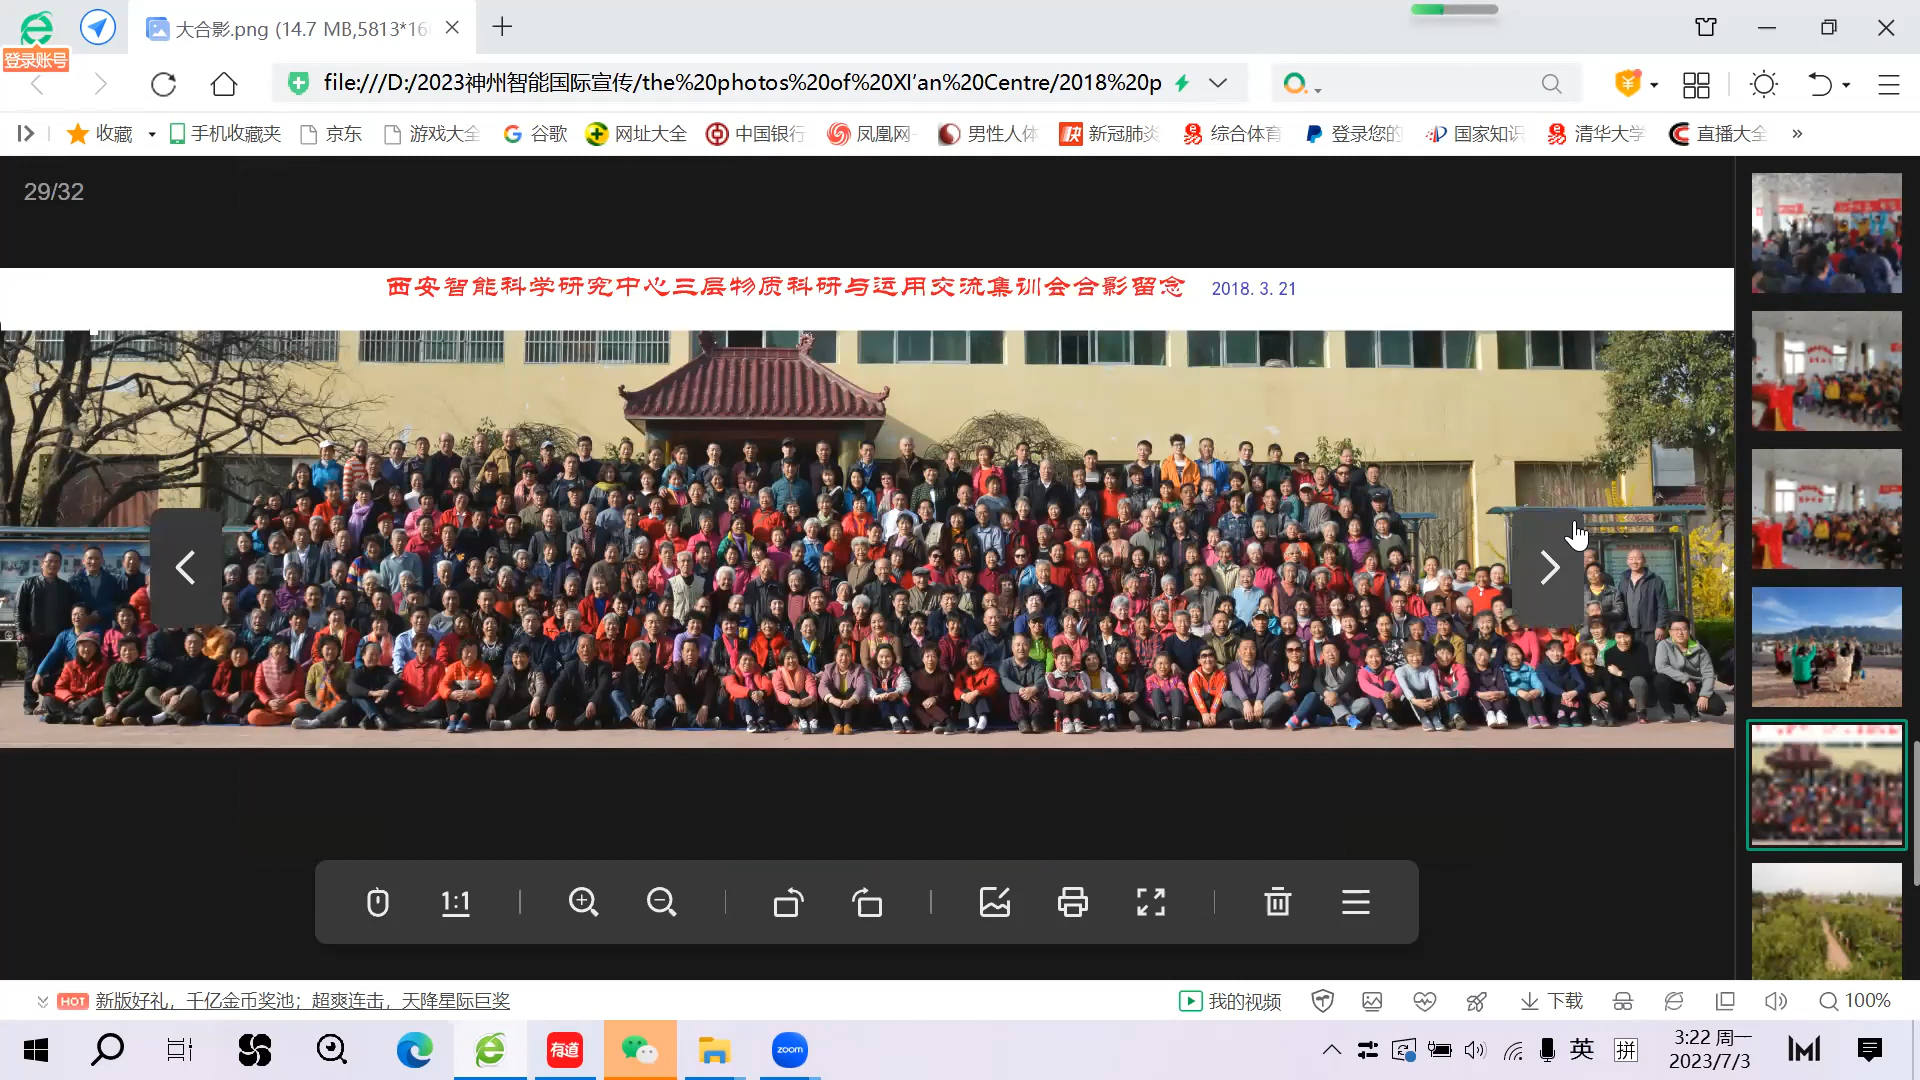 大合影.png (14.7 MB,5813*16
登录账号
file:///D:/2023神州智能国际宣传/the%20photos%20of%20XI'an%20Centre/2018%20p
收藏
手机收藏夹
京东
游戏大全
谷歌
网址大全
中国银行
凤凰网
男性人体
新冠肺炎
综合体育
登录您的
国家知识
清华大学
直播大全
29/32
西安智能科学研究中心三层物质科研与运用交流集训会合影留念 2018. 3. 21
1:1
HOT 新版好礼，千亿金币奖池；超爽连击，天降星际巨奖
我的视频
下载
100%
有道
zoom
英
拼
3:22 周一
2023/7/3